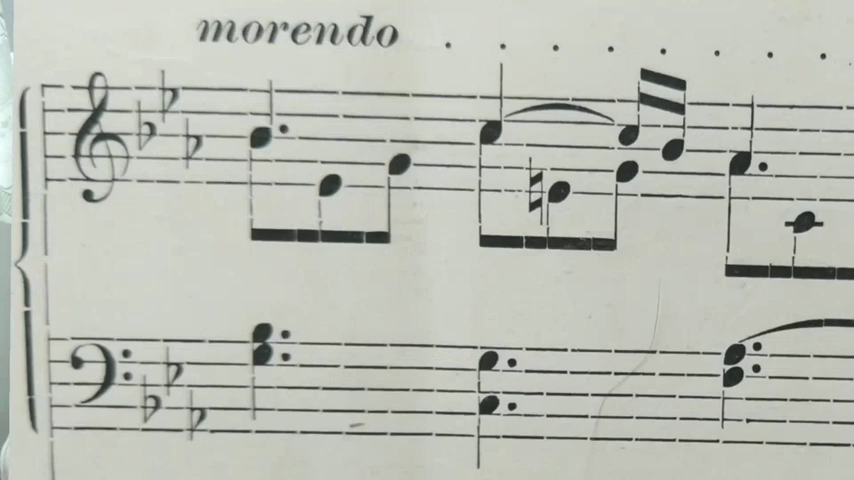 morendo . . . . . . . .